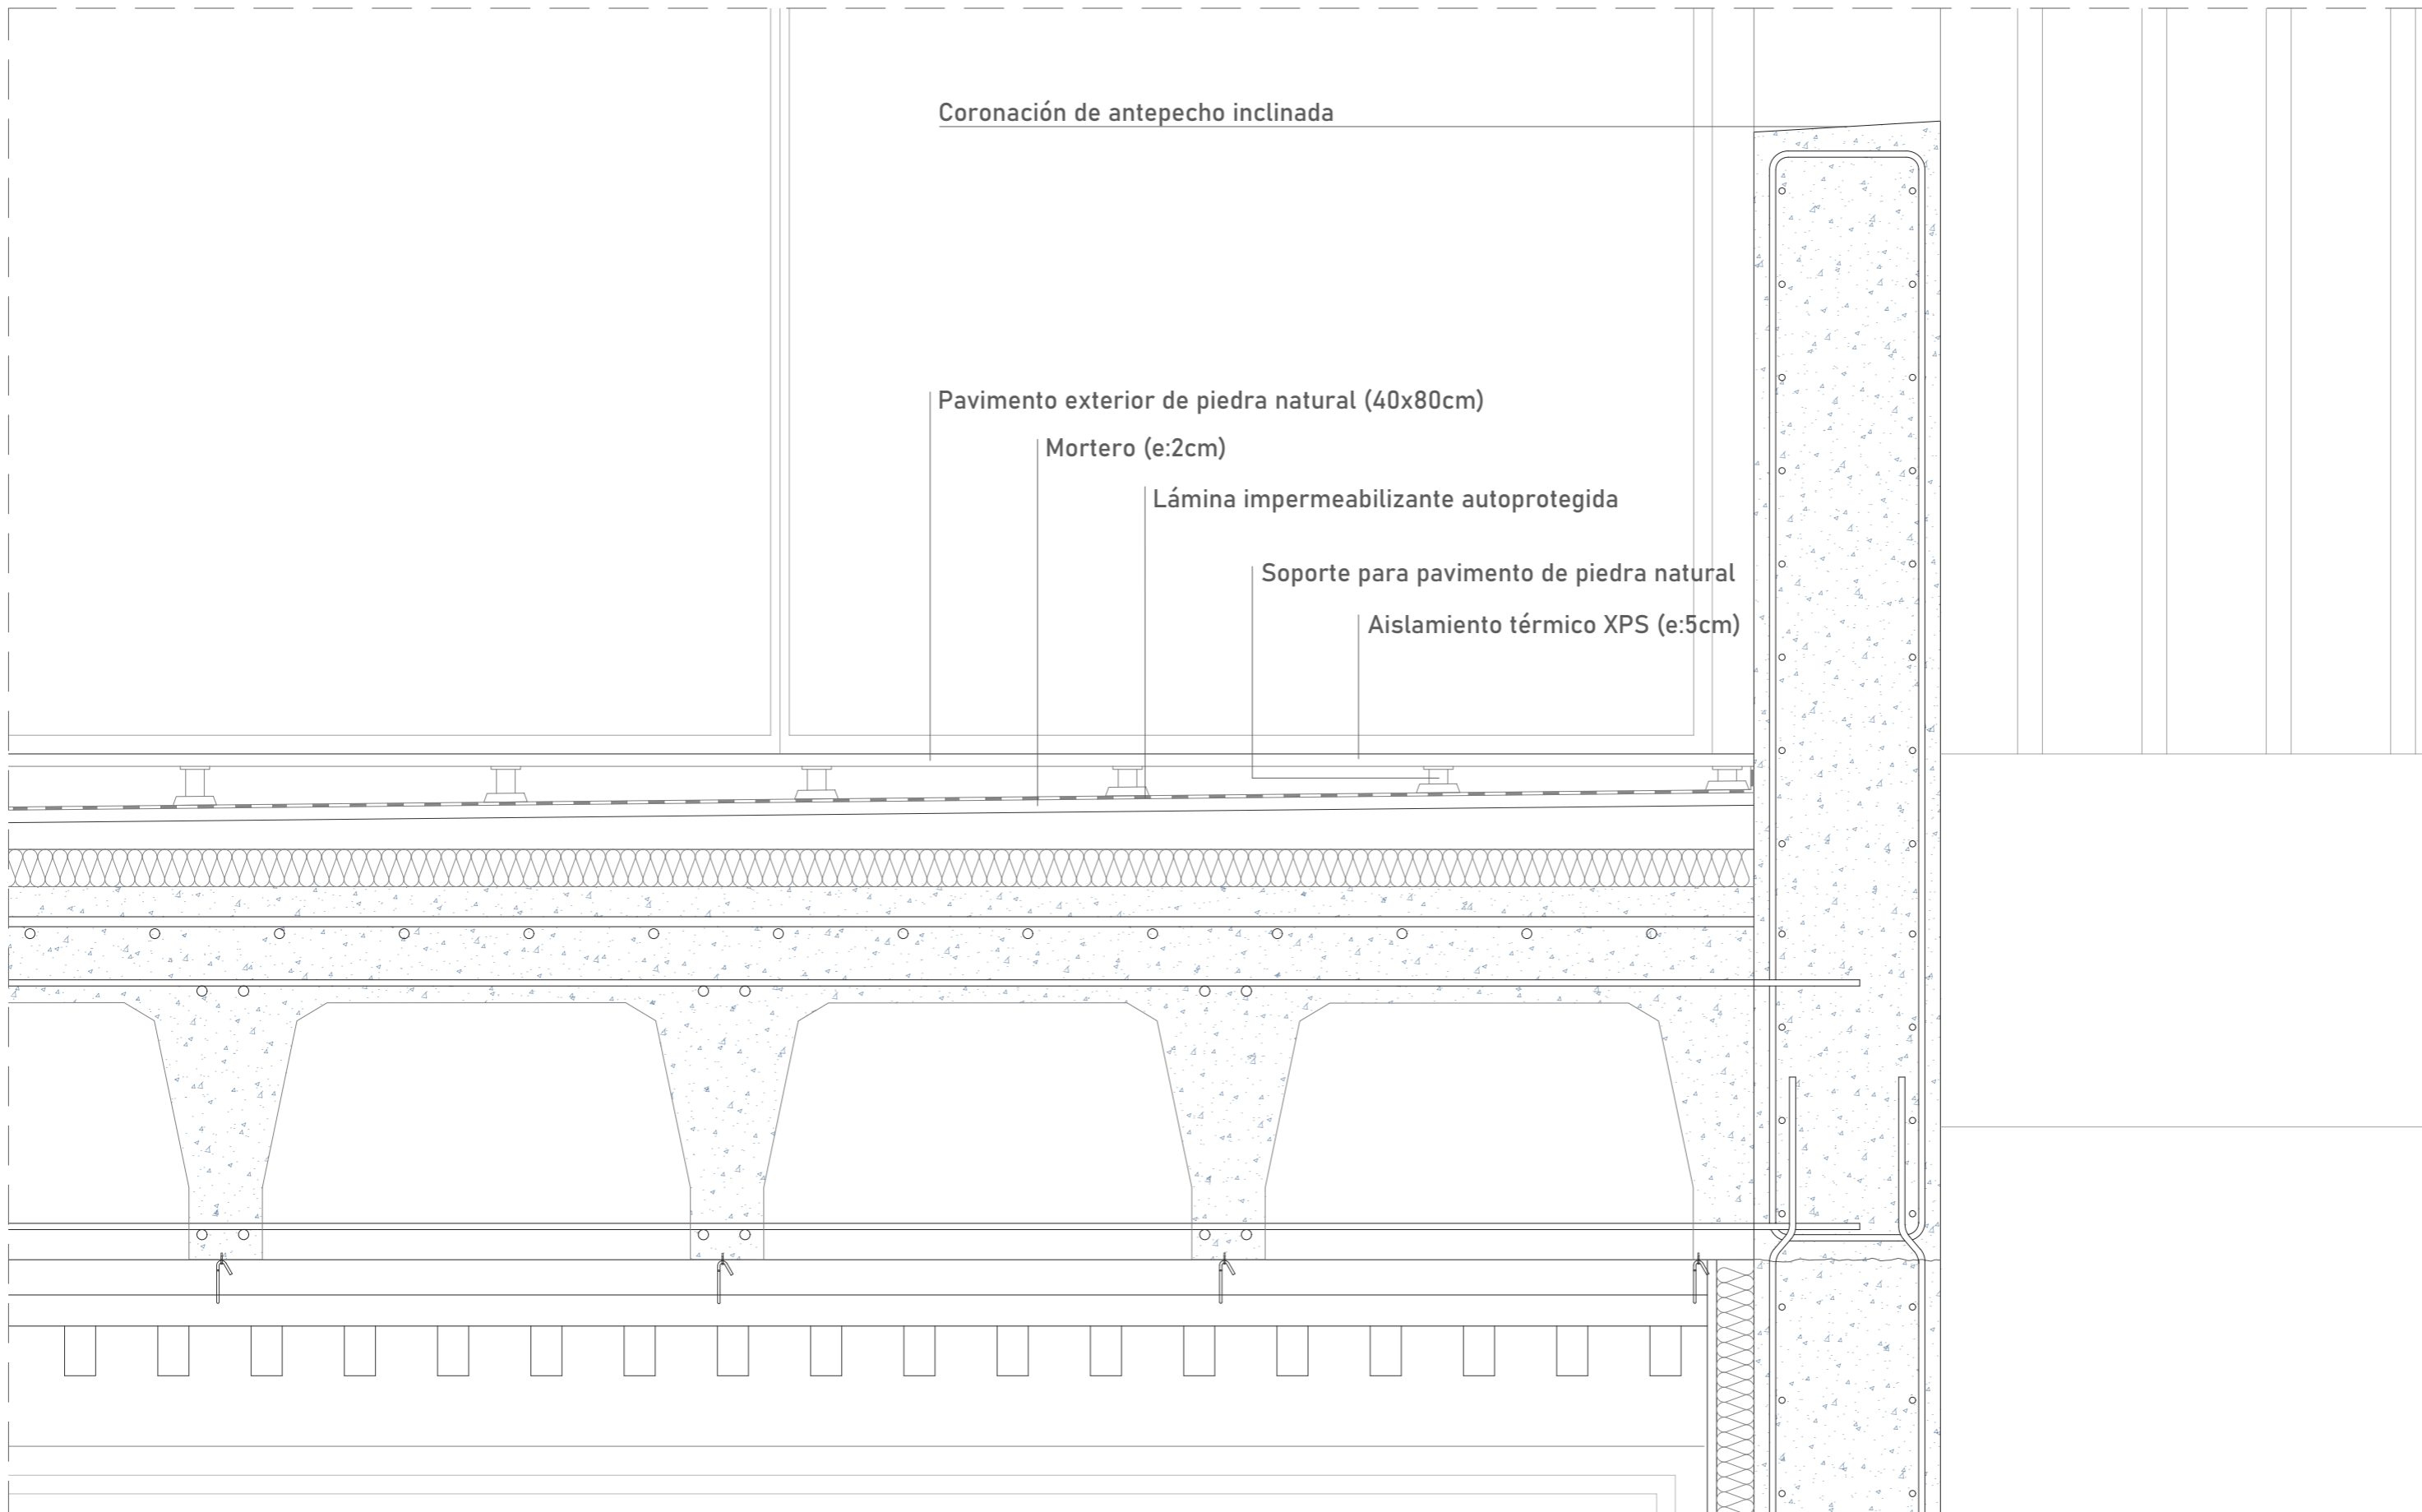 Coronación de antepecho inclinada
Pavimento exterior de piedra natural (40x80cm)
Mortero (e:2cm)
Lámina impermeabilizante autoprotegida
Soporte para pavimento de piedra natural
Aislamiento térmico XPS (e:5cm)